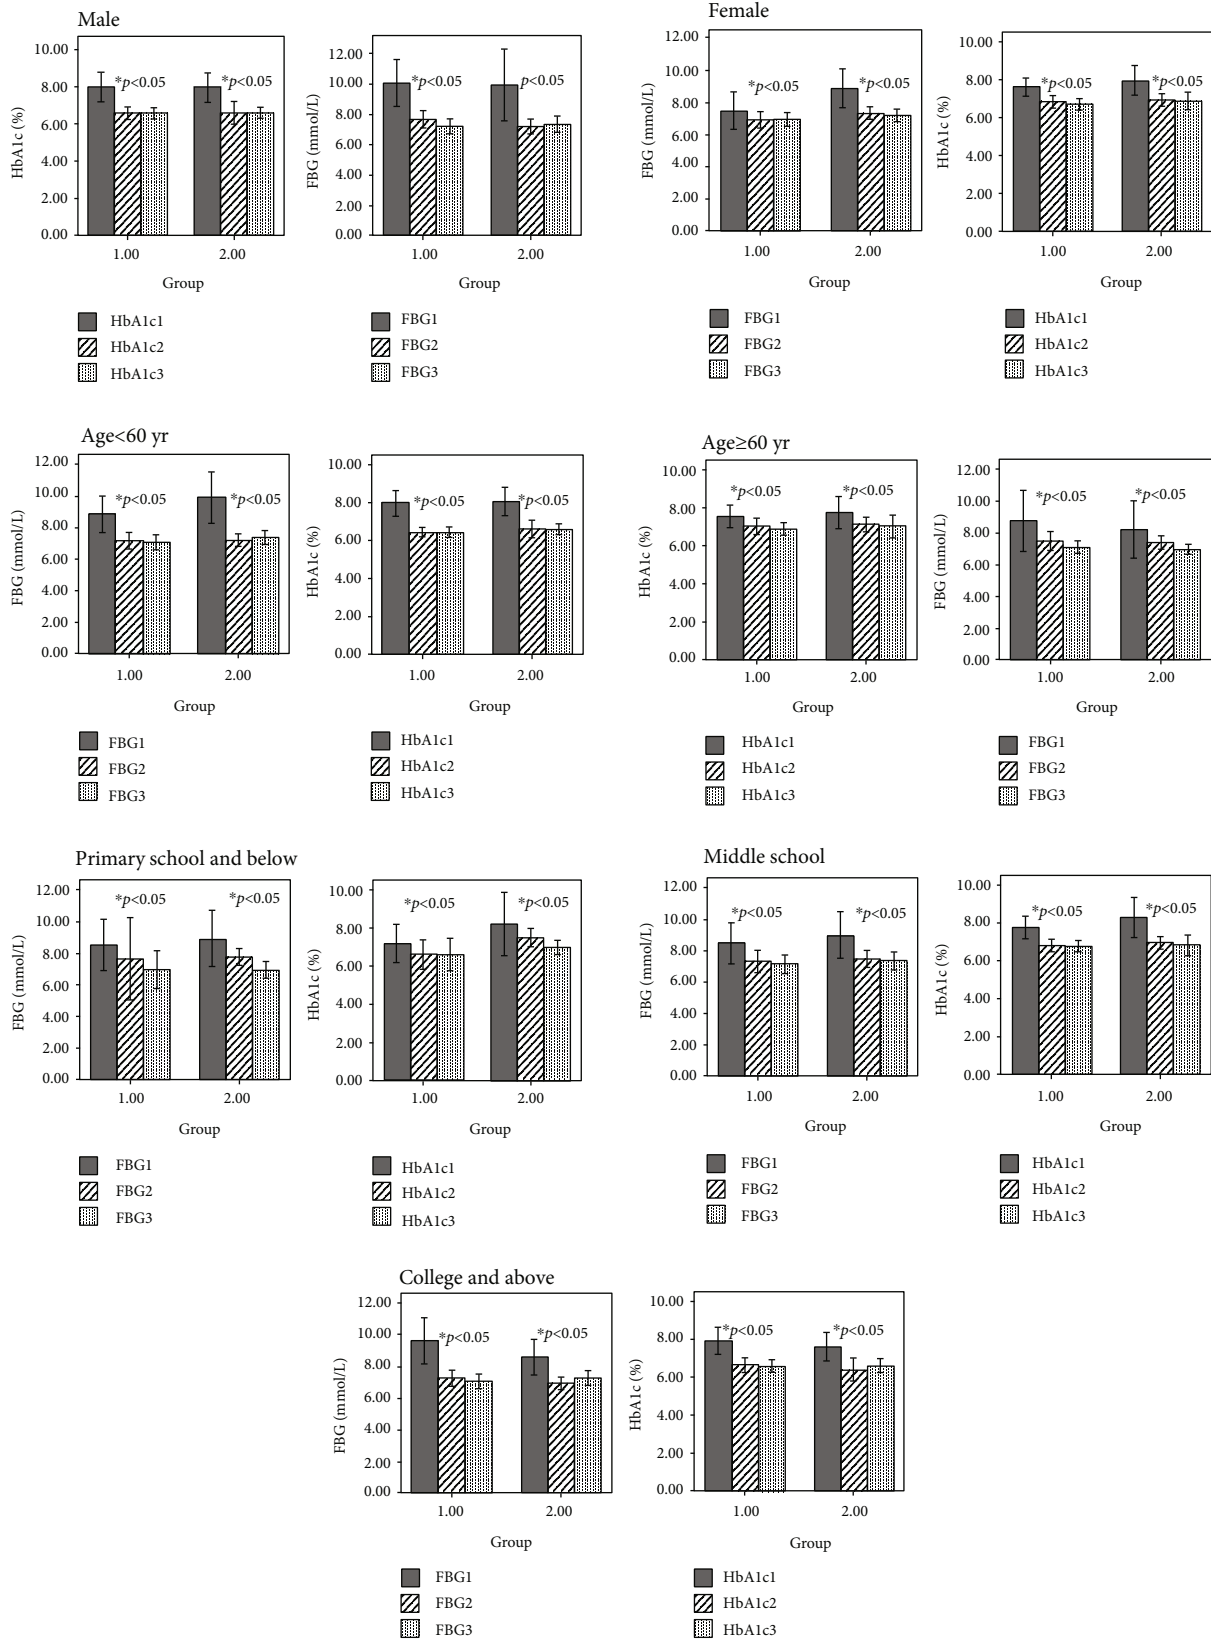 Male
HbA1c (%)
10.00
8.00
6.00
4.00
2.00
0.00
*p<0.05
*p<0.05
1.00
2.00
Group
HbA1c1
HbA1c2
HbA1c3
FBG (mmol/L)
12.00
10.00
8.00
6.00
4.00
2.00
0.00
*p<0.05
p<0.05
1.00
2.00
Group
FBG1
FBG2
FBG3
Female
FBG (mmol/L)
12.00
10.00
8.00
6.00
4.00
2.00
0.00
*p<0.05
*p<0.05
1.00
2.00
Group
FBG1
FBG2
FBG3
HbA1c (%)
10.00
8.00
6.00
4.00
2.00
0.00
*p<0.05
*p<0.05
1.00
2.00
Group
HbA1c1
HbA1c2
HbA1c3
Age<60 yr
FBG (mmol/L)
12.00
10.00
8.00
6.00
4.00
2.00
0.00
*p<0.05
*p<0.05
1.00
2.00
Group
FBG1
FBG2
FBG3
HbA1c (%)
10.00
8.00
6.00
4.00
2.00
0.00
*p<0.05
*p<0.05
1.00
2.00
Group
HbA1c1
HbA1c2
HbA1c3
Age≥60 yr
HbA1c (%)
10.00
8.00
6.00
4.00
2.00
0.00
*p<0.05
*p<0.05
1.00
2.00
Group
HbA1c1
HbA1c2
HbA1c3
FBG (mmol/L)
12.00
10.00
8.00
6.00
4.00
2.00
0.00
*p<0.05
*p<0.05
1.00
2.00
Group
FBG1
FBG2
FBG3
Primary school and below
FBG (mmol/L)
12.00
10.00
8.00
6.00
4.00
2.00
0.00
*p<0.05
*p<0.05
1.00
2.00
Group
FBG1
FBG2
FBG3
HbA1c (%)
10.00
8.00
6.00
4.00
2.00
0.00
*p<0.05
*p<0.05
1.00
2.00
Group
HbA1c1
HbA1c2
HbA1c3
Middle school
FBG (mmol/L)
12.00
10.00
8.00
6.00
4.00
2.00
0.00
*p<0.05
*p<0.05
1.00
2.00
Group
FBG1
FBG2
FBG3
HbA1c (%)
10.00
8.00
6.00
4.00
2.00
0.00
*p<0.05
*p<0.05
1.00
2.00
Group
HbA1c1
HbA1c2
HbA1c3
College and above
FBG (mmol/L)
12.00
10.00
8.00
6.00
4.00
2.00
0.00
*p<0.05
*p<0.05
1.00
2.00
Group
FBG1
FBG2
FBG3
HbA1c (%)
10.00
8.00
6.00
4.00
2.00
0.00
*p<0.05
*p<0.05
1.00
2.00
Group
HbA1c1
HbA1c2
HbA1c3